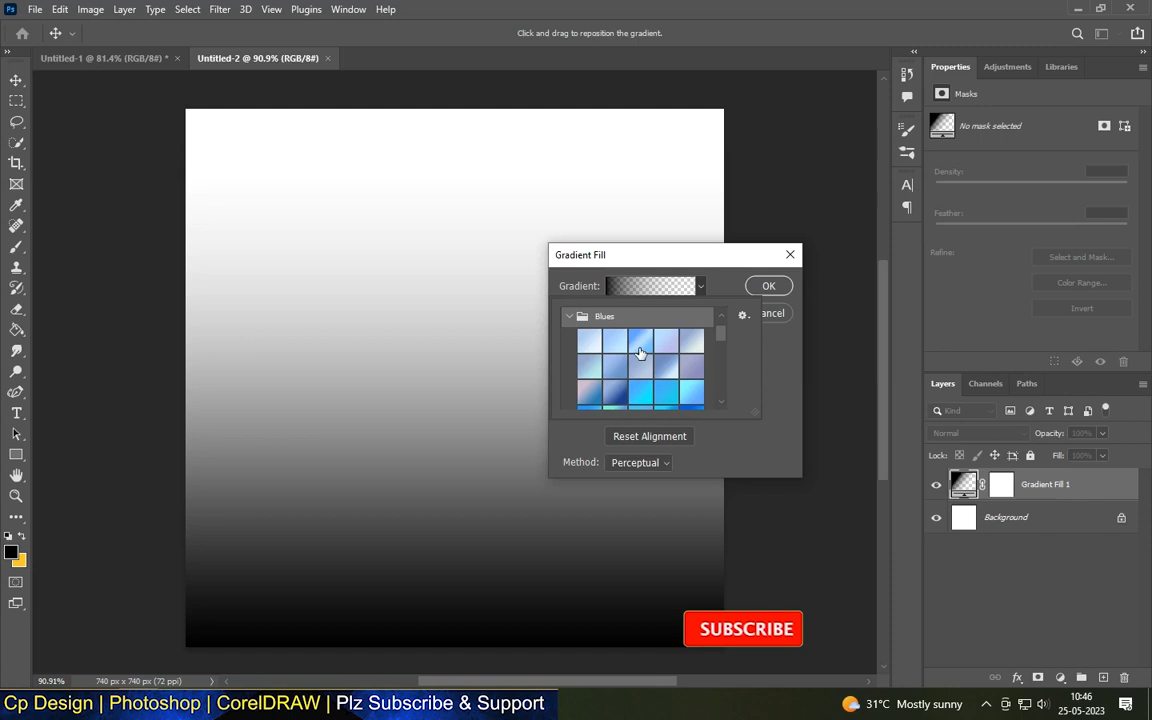 Ps File Edit Image Layer Type Select Filter 3D View Plugins Window Help
Click and drag to reposition the gradient.
Untitled-1 @ 81.4% (RGB/8#) * × Untitled-2 @ 90.9% (RGB/8#) ×
Properties Adjustments Libraries
Masks
No mask selected
Density:
Feather:
Refine: Select and Mask...
Color Range...
Invert
Gradient Fill
Gradient: OK
Cancel
Blues
Reset Alignment
Method: Perceptual
Layers Channels Paths
Kind
Normal Opacity: 100%
Lock: Fill: 100%
Gradient Fill 1
Background
SUBSCRIBE
90.91% 740 px x 740 px (72 ppi)
Cp Design | Photoshop | CorelDRAW | Plz Subscribe & Support
31°C Mostly sunny
10:46
25-05-2023